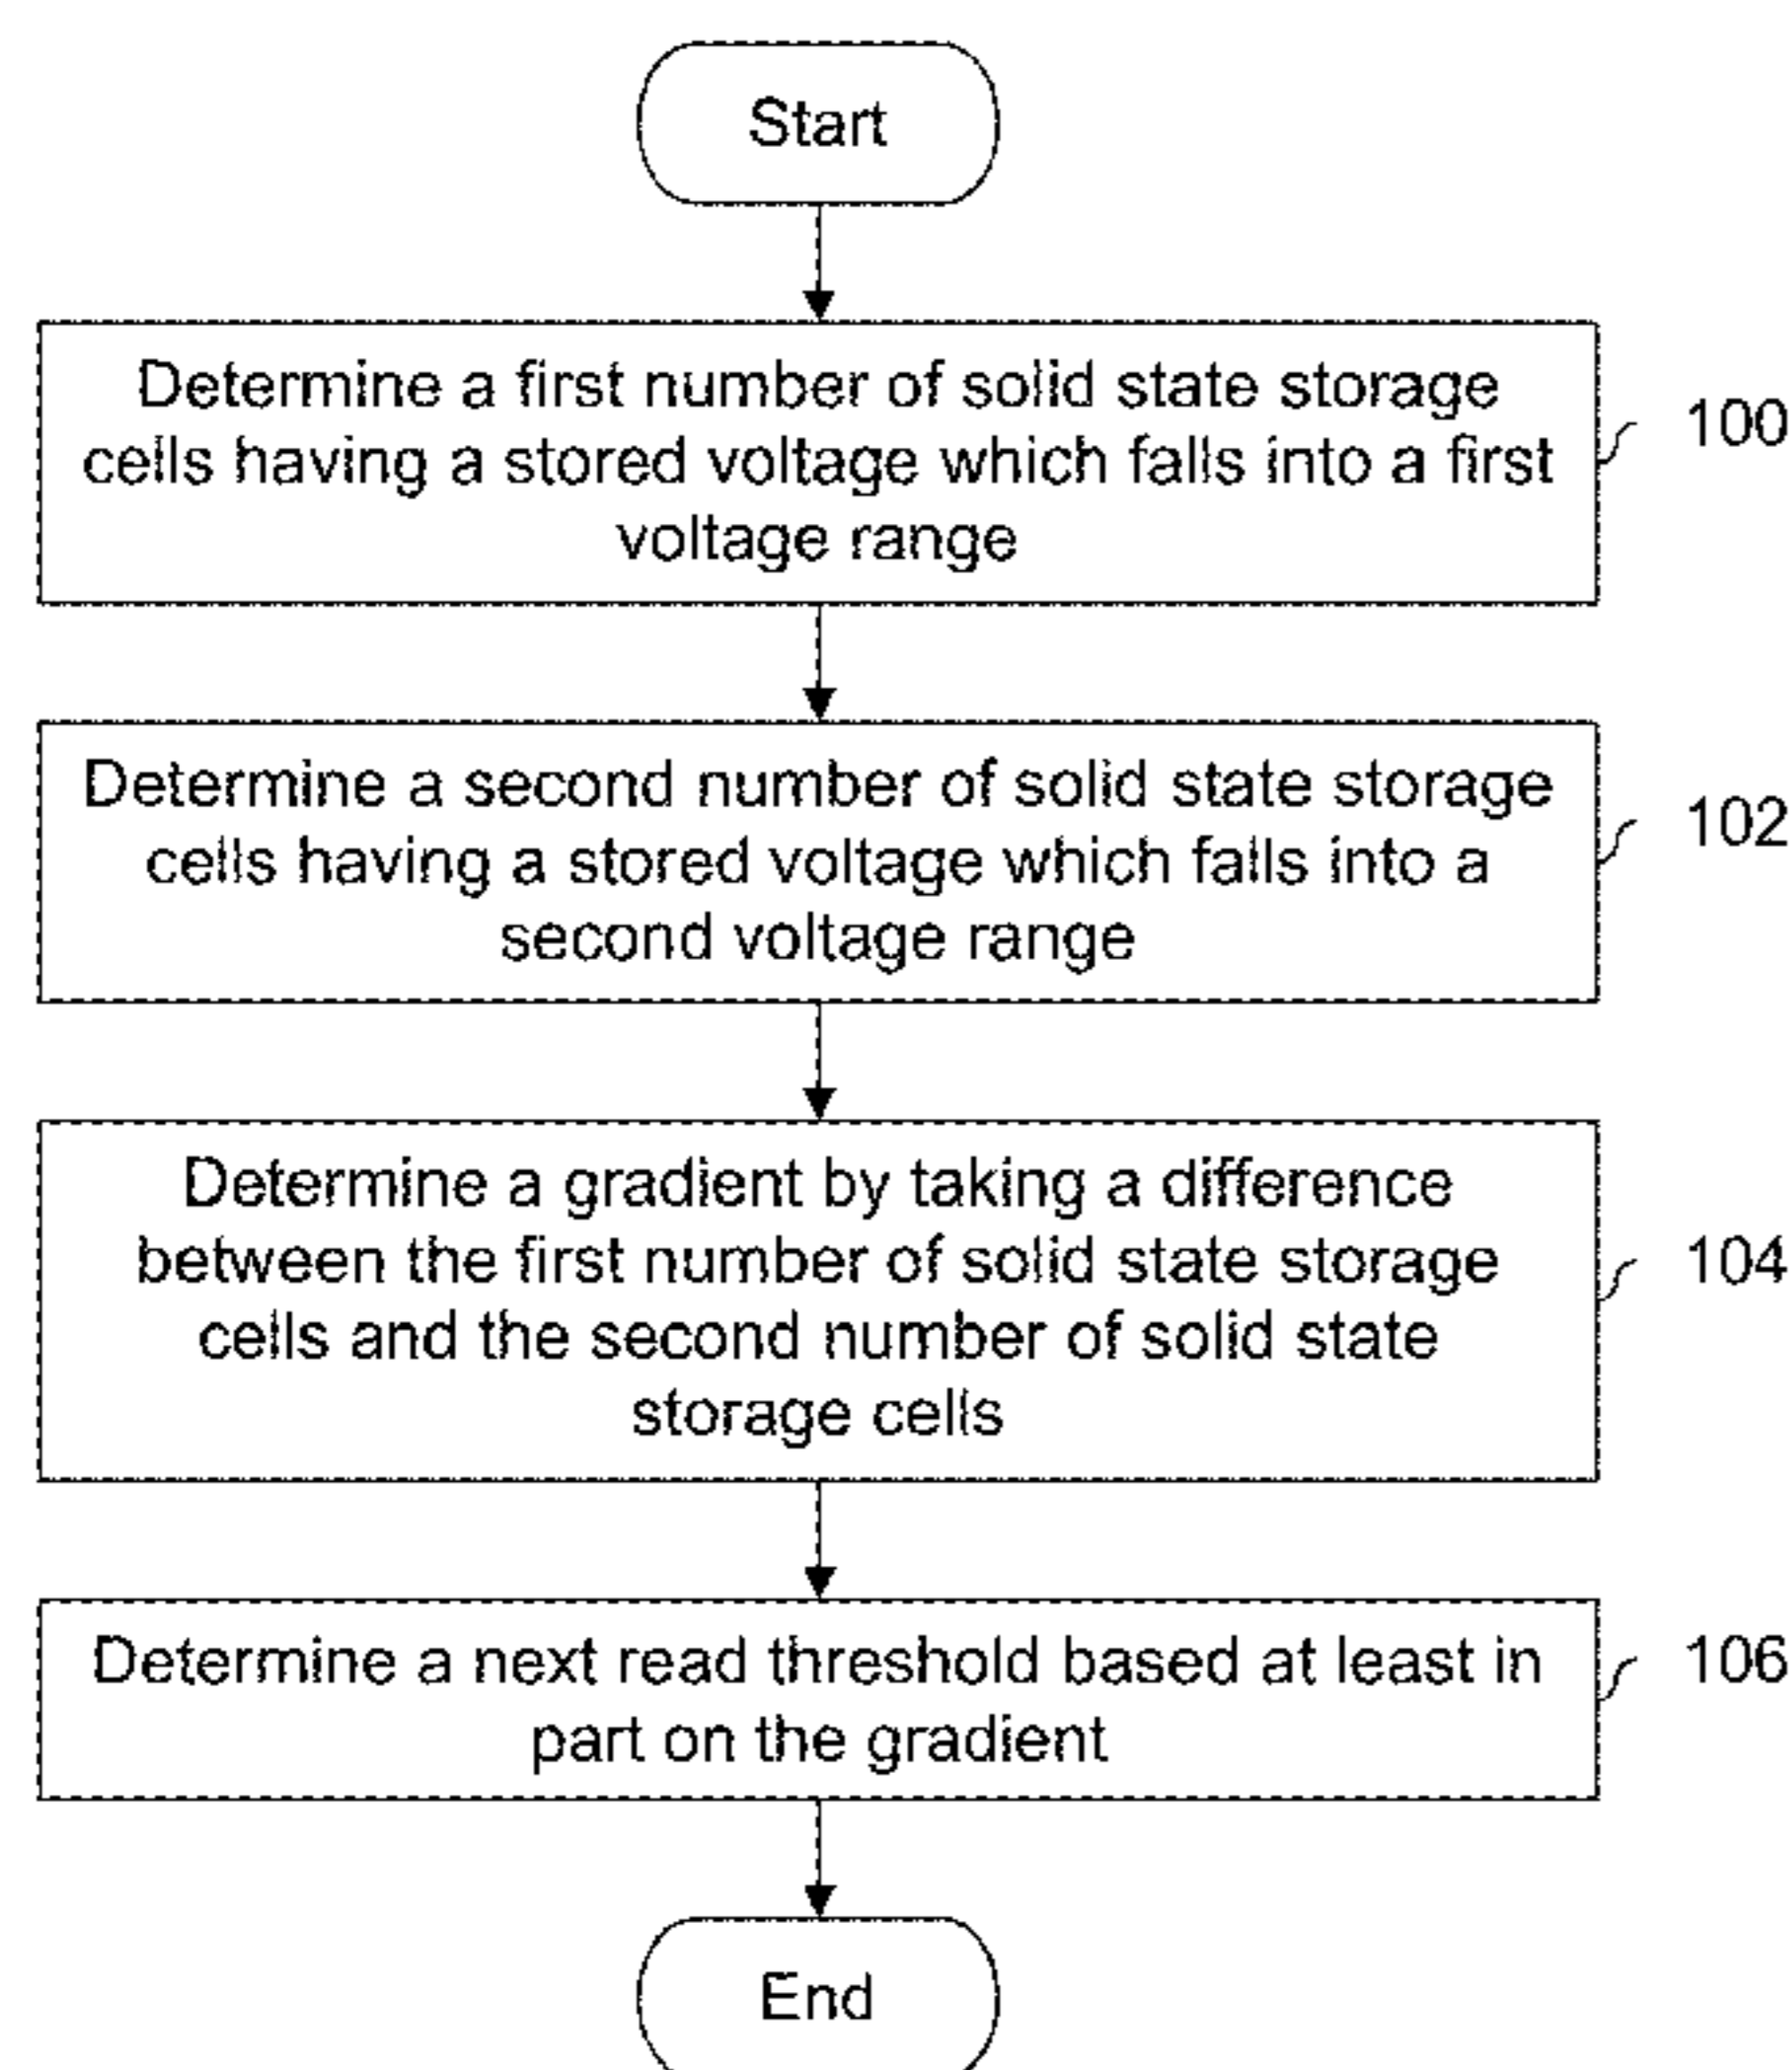 Start
Determine a first number of solid state storage
cells having a stored voltage which falls into a first
voltage range
100
Determine a second number of solid state storage
cells having a stored voltage which falls into a
second voltage range
102
Determine a gradient by taking a difference
between the first number of solid state storage
cells and the second number of solid state
storage cells
104
Determine a next read threshold based at least in
part on the gradient
106
End